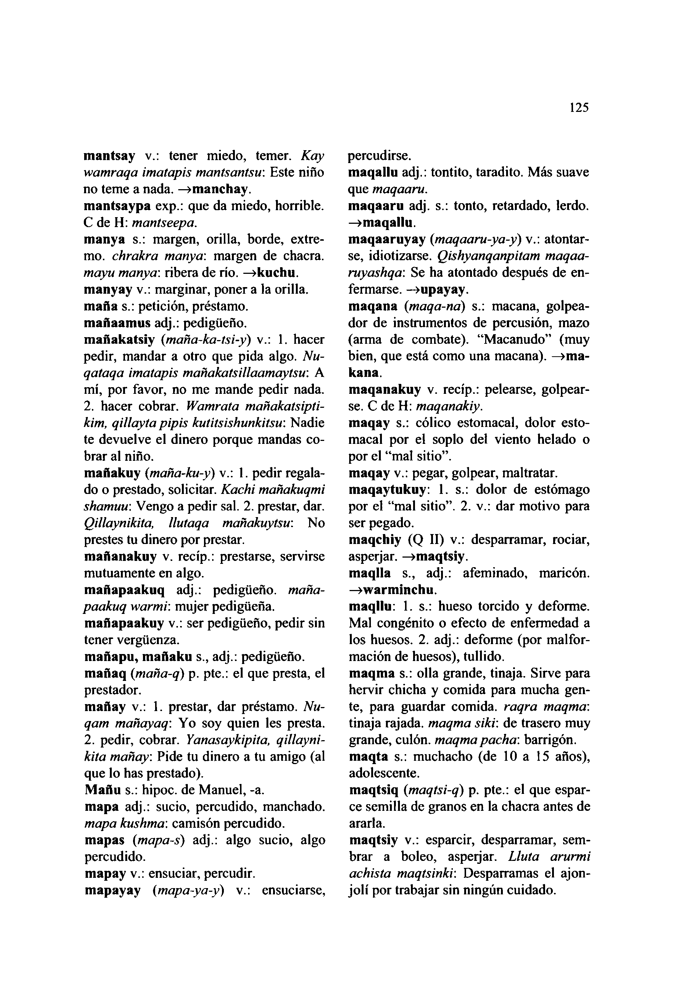 125
mantsay v.: tener miedo, temer. Kay
wamraqa imatapis mantsantsu: Este niño
no teme a nada. →manchay.
mantsaypa exp.: que da miedo, horrible.
C de H: mantseepa.
manya s.: margen, orilla, borde, extre-
mo. chrakra manya: margen de chacra.
mayu manya: ribera de río. →kuchu.
manyay v.: marginar, poner a la orilla.
maña s.: petición, préstamo.
mañaamus adj.: pedigüeño.
mañakatsiy (maña-ka-tsi-y) v.: 1. hacer
pedir, mandar a otro que pida algo. Nu-
qataqa imatapis mañakatsillaamaytsu: A
mí, por favor, no me mande pedir nada.
2. hacer cobrar. Wamrata mañakatsipti-
kim, qillayta pipis kutitsishunkitsu: Nadie
te devuelve el dinero porque mandas co-
brar al niño.
mañakuy (maña-ku-y) v.: 1. pedir regala-
do o prestado, solicitar. Kachi mañakuqmi
shamuu: Vengo a pedir sal. 2. prestar, dar.
Qillaynikita, llutaqa mañakuytsu: No
prestes tu dinero por prestar.
mañanakuy v. recíp.: prestarse, servirse
mutuamente en algo.
mañapaakuq adj.: pedigüeño. maña-
paakuq warmi: mujer pedigüeña.
mañapaakuy v.: ser pedigüeño, pedir sin
tener vergüenza.
mañapu, mañaku s., adj.: pedigüeño.
mañaq (maña-q) p. pte.: el que presta, el
prestador.
mañay v.: 1. prestar, dar préstamo. Nu-
qam mañayaq: Yo soy quien les presta.
2. pedir, cobrar. Yanasaykipita, qillayni-
kita mañay: Pide tu dinero a tu amigo (al
que lo has prestado).
Mañu s.: hipoc. de Manuel, -a.
mapa adj.: sucio, percudido, manchado.
mapa kushma: camisón percudido.
mapas (mapa-s) adj.: algo sucio, algo
percudido.
mapay v.: ensuciar, percudir.
mapayay (mapa-ya-y) v.: ensuciarse,
percudirse.
maqallu adj.: tontito, taradito. Más suave
que maqaaru.
maqaaru adj. s.: tonto, retardado, lerdo.
→maqallu.
maqaaruyay (maqaaru-ya-y) v.: atontar-
se, idiotizarse. Qishyanqanpitam maqaa-
ruyashqa: Se ha atontado después de en-
fermarse. →upayay.
maqana (maqa-na) s.: macana, golpea-
dor de instrumentos de percusión, mazo
(arma de combate). “Macanudo” (muy
bien, que está como una macana). →ma-
kana.
maqanakuy v. recíp.: pelearse, golpear-
se. C de H: maqanakiy.
maqay s.: cólico estomacal, dolor esto-
macal por el soplo del viento helado o
por el “mal sitio”.
maqay v.: pegar, golpear, maltratar.
maqaytukuy: 1. s.: dolor de estómago
por el “mal sitio”. 2. v.: dar motivo para
ser pegado.
maqchiy (Q II) v.: desparramar, rociar,
asperjar. →maqtsiy.
maqlla s., adj.: afeminado, maricón.
→warminchu.
maqllu: 1. s.: hueso torcido y deforme.
Mal congénito o efecto de enfermedad a
los huesos. 2. adj.: deforme (por malfor-
mación de huesos), tullido.
maqma s.: olla grande, tinaja. Sirve para
hervir chicha y comida para mucha gen-
te, para guardar comida. raqra maqma:
tinaja rajada. maqma siki: de trasero muy
grande, culón. maqma pacha: barrigón.
maqta s.: muchacho (de 10 a 15 años),
adolescente.
maqtsiq (maqtsi-q) p. pte.: el que espar-
ce semilla de granos en la chacra antes de
ararla.
maqtsiy v.: esparcir, desparramar, sem-
brar a boleo, asperjar. Lluta arurmi
achista maqtsinki: Desparramas el ajon-
jolí por trabajar sin ningún cuidado.